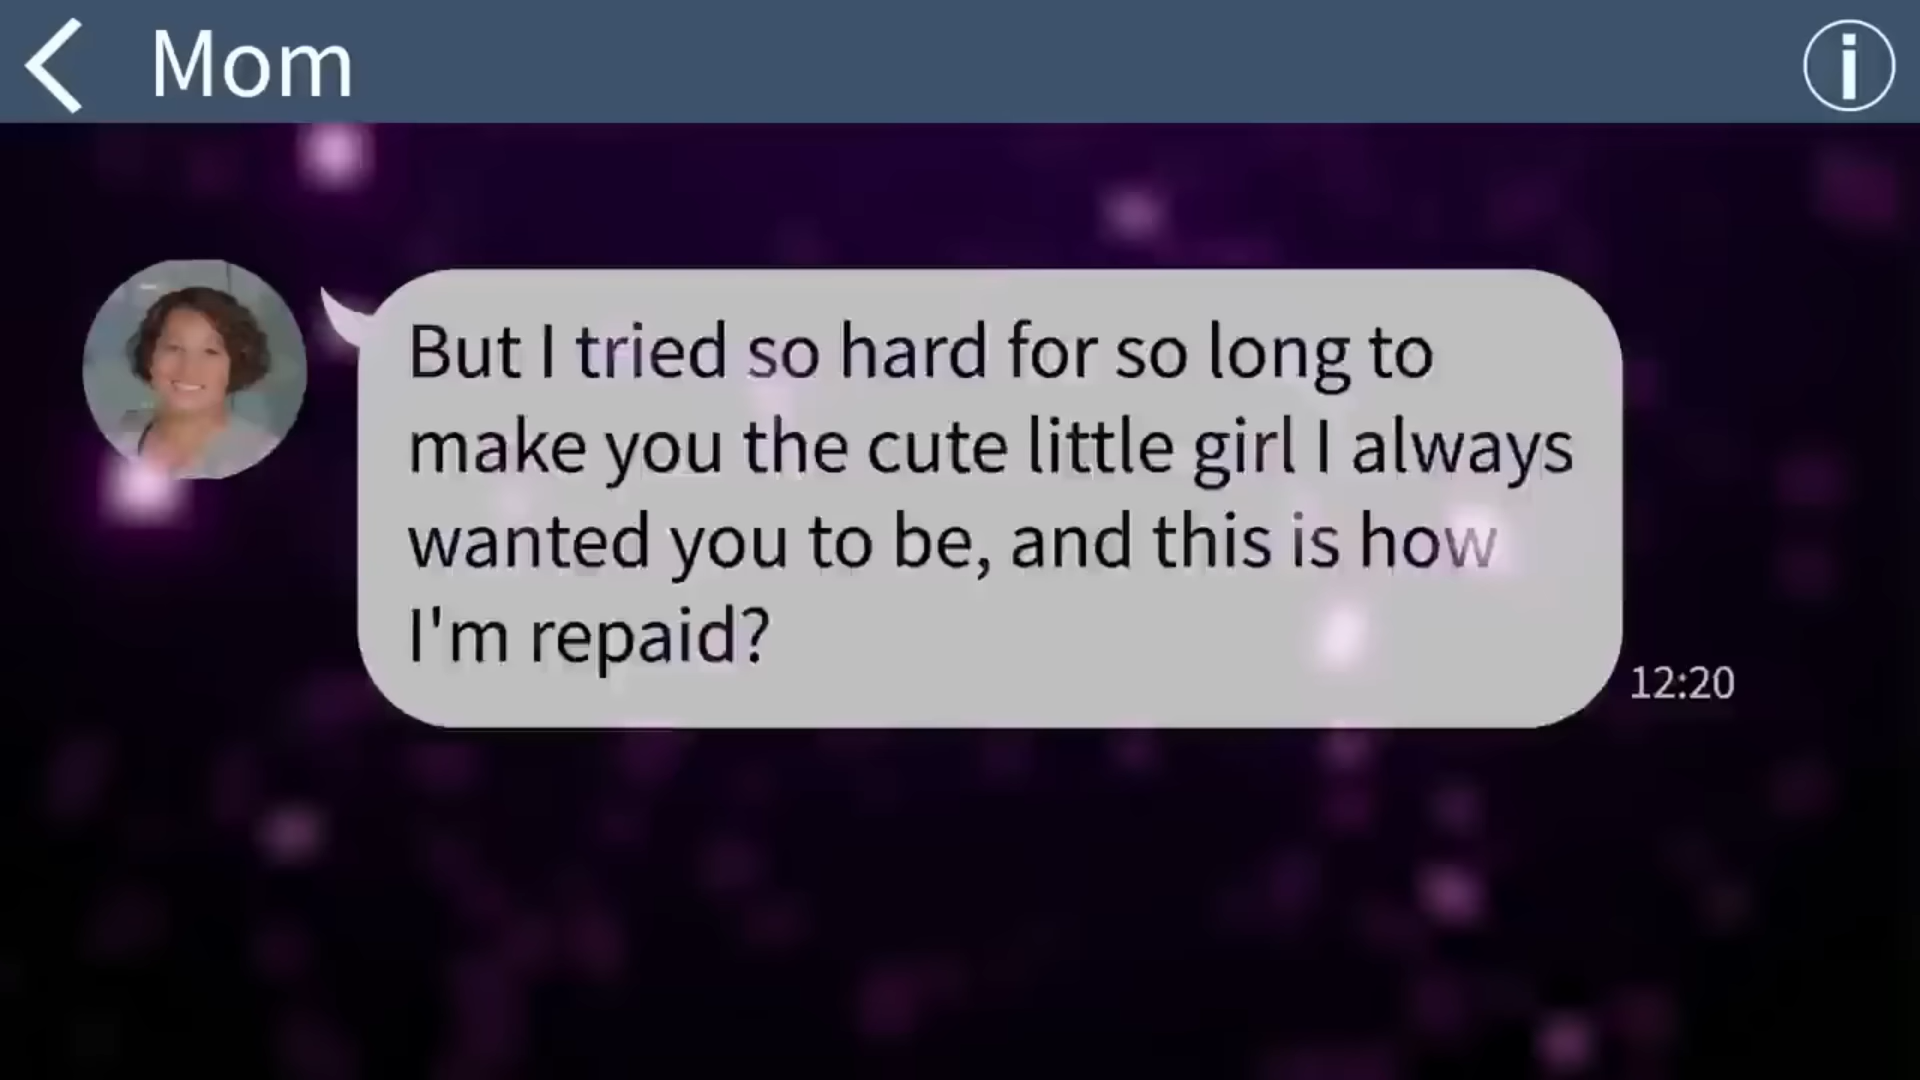 Mom
But I tried so hard for so long to
make you the cute little girl I always
wanted you to be, and this is how
I'm repaid?
12:20